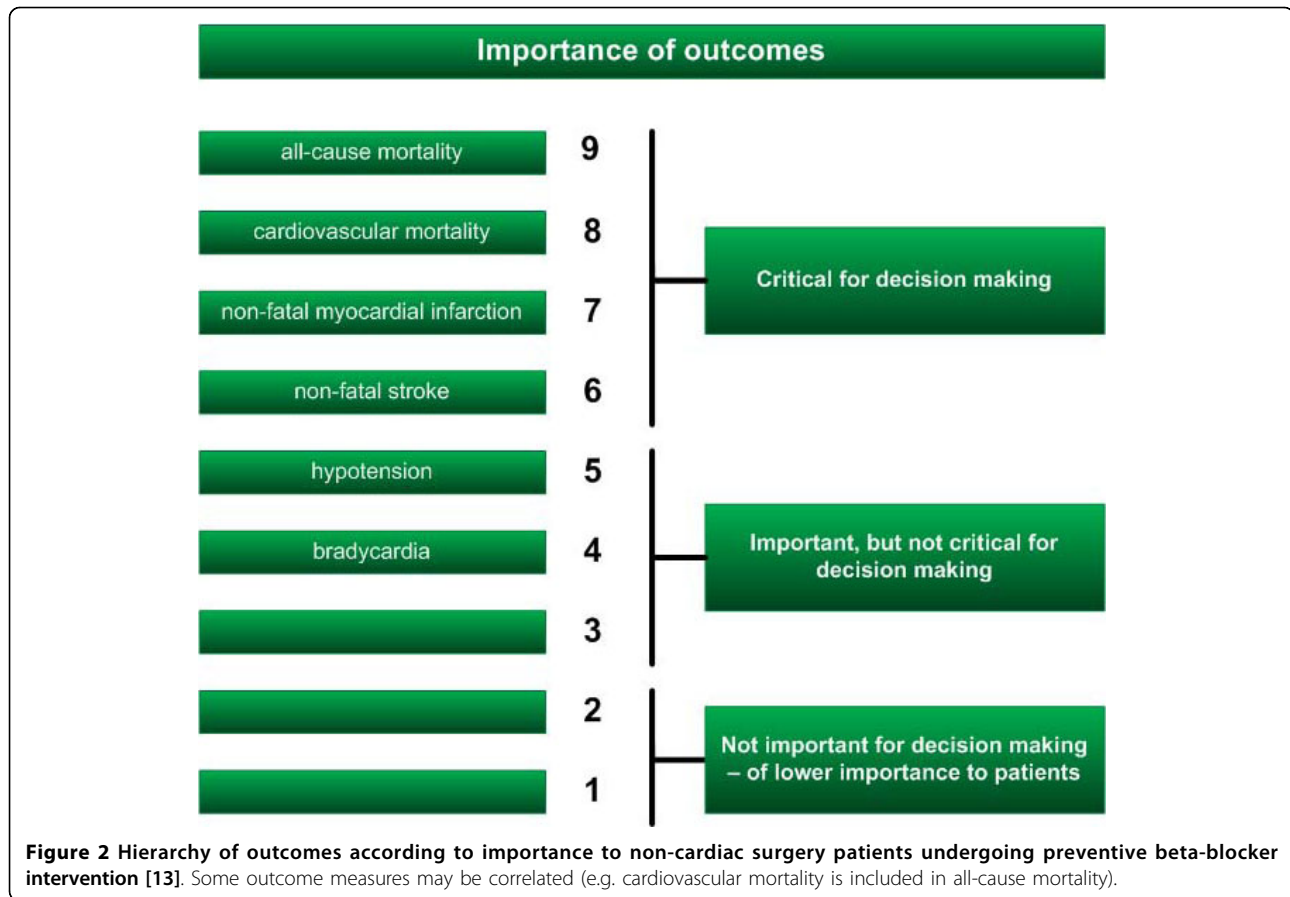 Importance of outcomes
all-cause mortality 9
cardiovascular mortality 8
non-fatal myocardial infarction 7
non-fatal stroke 6
Critical for decision making
hypotension 5
bradycardia 4
3
Important, but not critical for
decision making
2
1
Not important for decision making
– of lower importance to patients
Figure 2 Hierarchy of outcomes according to importance to non-cardiac surgery patients undergoing preventive beta-blocker
intervention [13]. Some outcome measures may be correlated (e.g. cardiovascular mortality is included in all-cause mortality).